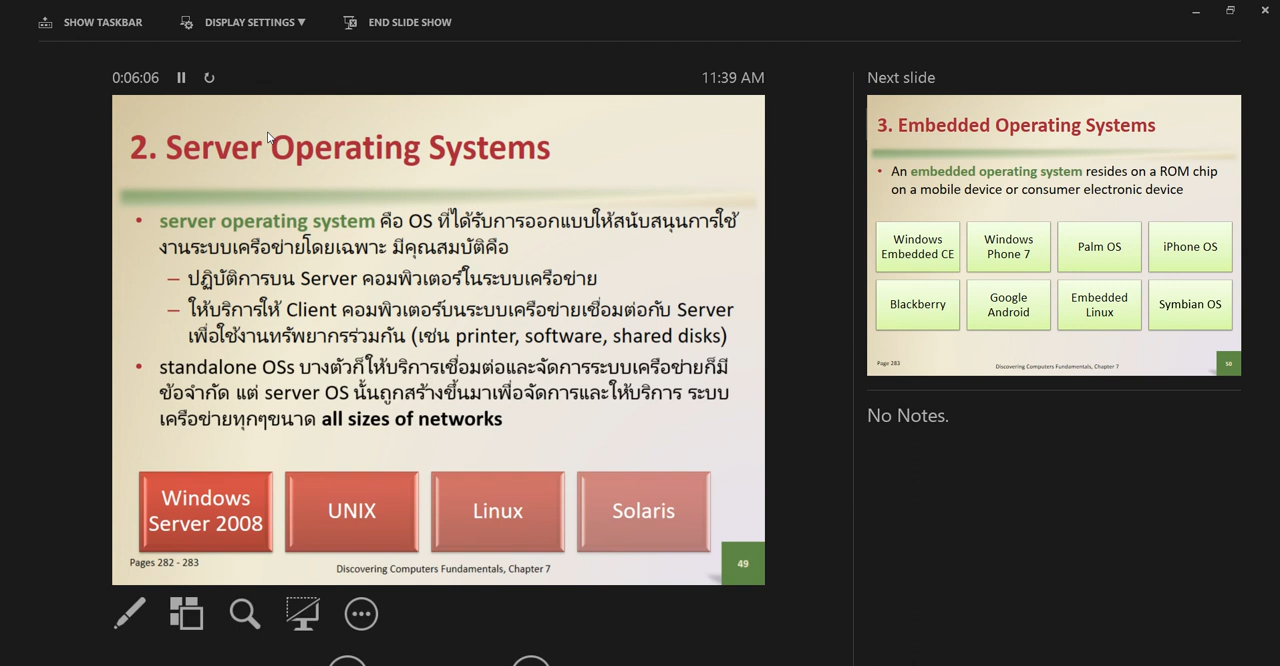 SHOW TASKBAR
DISPLAY SETTINGS ▼
END SLIDE SHOW
0:06:06
11:39 AM
2. Server Operating Systems
• server operating system คือ OS ที่ได้รับการออกแบบให้สนับสนุนการใช้
งานระบบเครือข่ายโดยเฉพาะ มีคุณสมบัติคือ
– ปฏิบัติการบน Server คอมพิวเตอร์ในระบบเครือข่าย
– ให้บริการให้ Client คอมพิวเตอร์บนระบบเครือข่ายเชื่อมต่อกับ Server
เพื่อใช้งานทรัพยากรร่วมกัน (เช่น printer, software, shared disks)
• standalone OSs บางตัวก็ให้บริการเชื่อมต่อและจัดการระบบเครือข่ายก็มี
ข้อจำกัด แต่ server OS นั้นถูกสร้างขึ้นมาเพื่อจัดการและให้บริการ ระบบ
เครือข่ายทุกๆขนาด all sizes of networks
Windows
Server 2008
UNIX
Linux
Solaris
Pages 282 - 283
Discovering Computers Fundamentals, Chapter 7
49
Next slide
3. Embedded Operating Systems
• An embedded operating system resides on a ROM chip
on a mobile device or consumer electronic device
Windows
Embedded CE
Windows
Phone 7
Palm OS
iPhone OS
Blackberry
Google
Android
Embedded
Linux
Symbian OS
Page 283
Discovering Computers Fundamentals, Chapter 7
50
No Notes.